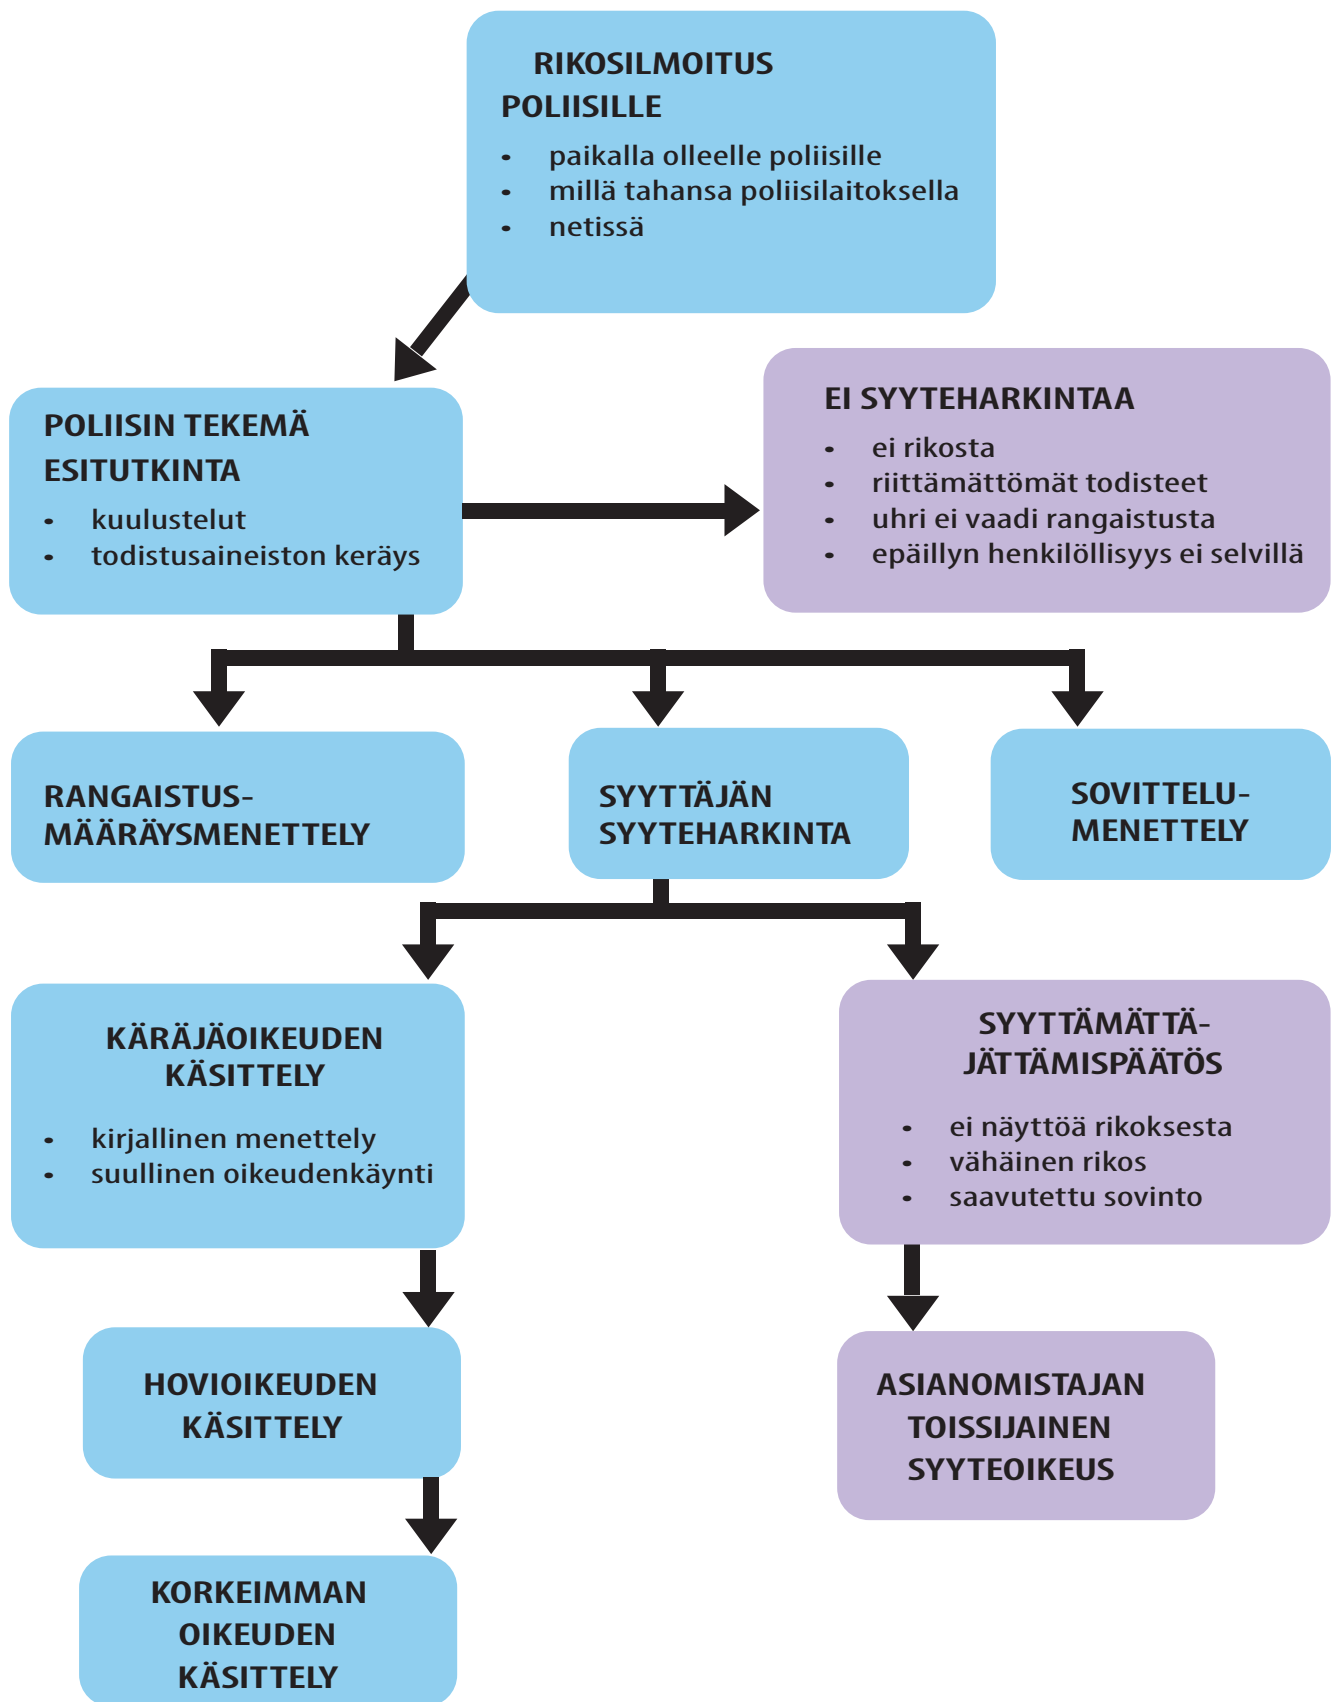 RIKOSILMOITUS
POLIISILLE
• paikalla olleelle poliisille
• millä tahansa poliisilaitoksella
• netissä
POLIISIN TEKEMÄ
ESITUTKINTA
• kuulustelut
• todistusaineiston keräys
EI SYYTEHARKINTAA
• ei rikosta
• riittämättömät todisteet
• uhri ei vaadi rangaistusta
• epäillyn henkilöllisyys ei selvillä
RANGAISTUS-
MÄÄRÄYSMENETTELY
SYYTTÄJÄN
SYYTEHARKINTA
SOVITTELU-
MENETTELY
KÄRÄJÄOIKEUDEN
KÄSITTELY
• kirjallinen menettely
• suullinen oikeudenkäynti
SYYTTÄMÄTTÄ-
JÄTTÄMISPÄÄTÖS
• ei näyttöä rikoksesta
• vähäinen rikos
• saavutettu sovinto
HOVIOIKEUDEN
KÄSITTELY
ASIANOMISTAJAN
TOISSIJAINEN
SYYTEOIKEUS
KORKEIMMAN
OIKEUDEN
KÄSITTELY